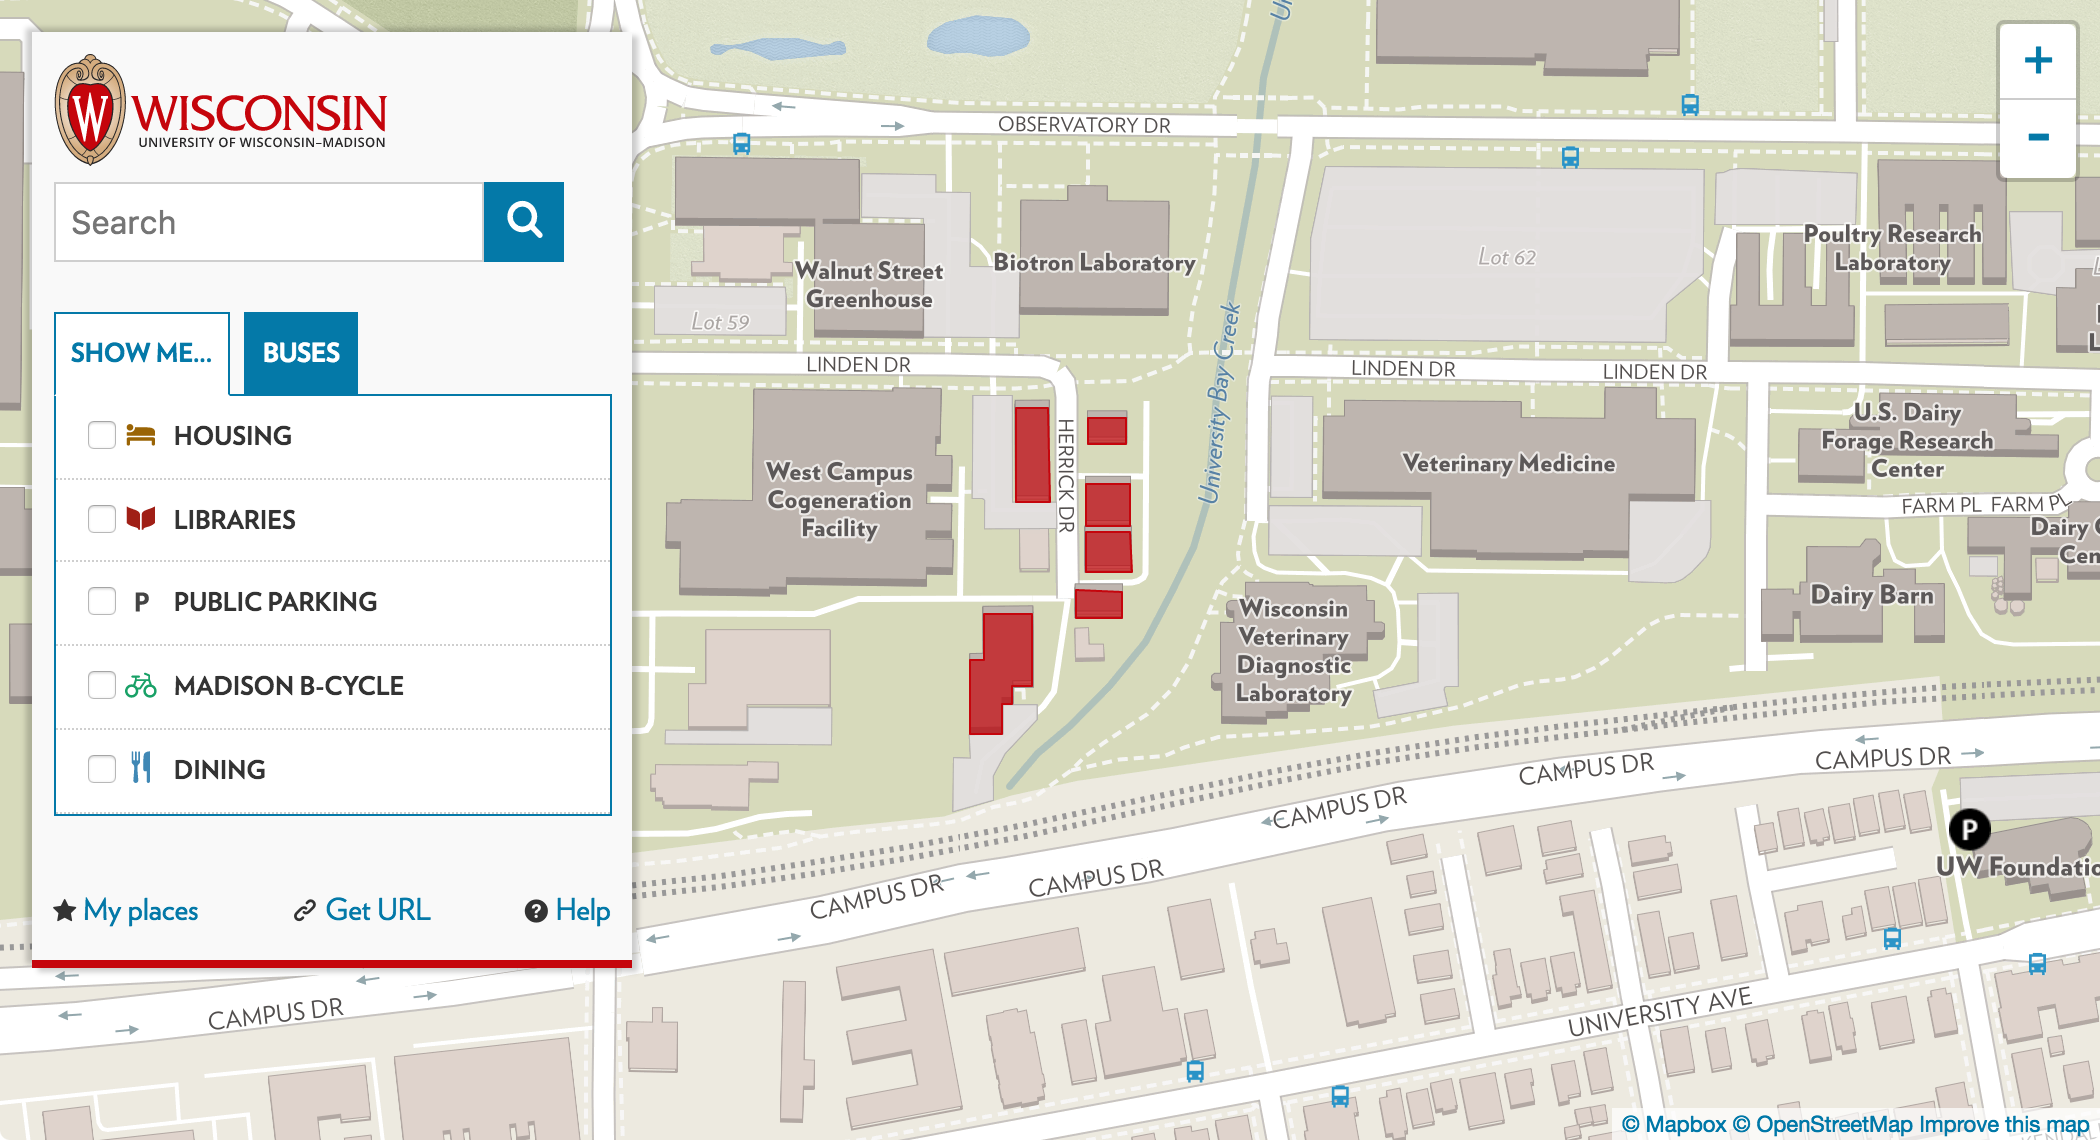 W
WISCONSIN
UNIVERSITY OF WISCONSIN–MADISON
Search
SHOW ME...
BUSES
HOUSING
LIBRARIES
P PUBLIC PARKING
MADISON B-CYCLE
DINING
My places
Get URL
? Help
+
-
OBSERVATORY DR
Walnut Street
Greenhouse
Biotron Laboratory
Lot 59
Lot 62
Poultry Research
Laboratory
University Bay Creek
LINDEN DR
LINDEN DR
LINDEN DR
HERRICK DR
West Campus
Cogeneration
Facility
Veterinary Medicine
U.S. Dairy
Forage Research
Center
FARM PL
FARM PL
Dairy
Cen
Dairy Barn
Wisconsin
Veterinary
Diagnostic
Laboratory
CAMPUS DR
CAMPUS DR
CAMPUS DR
CAMPUS DR
CAMPUS DR
CAMPUS DR
P
UW Foundatio
UNIVERSITY AVE
© Mapbox © OpenStreetMap Improve this map